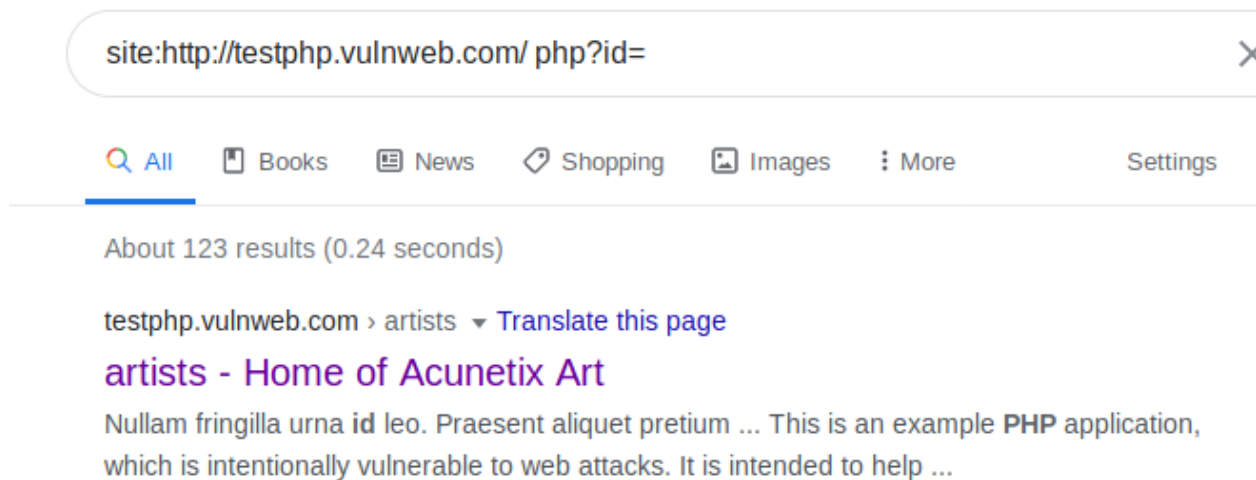 site:http://testphp.vulnweb.com/ php?id=
All Books News Shopping Images More Settings
About 123 results (0.24 seconds)
testphp.vulnweb.com › artists Translate this page
artists - Home of Acunetix Art
Nullam fringilla urna id leo. Praesent aliquet pretium ... This is an example PHP application,
which is intentionally vulnerable to web attacks. It is intended to help ...